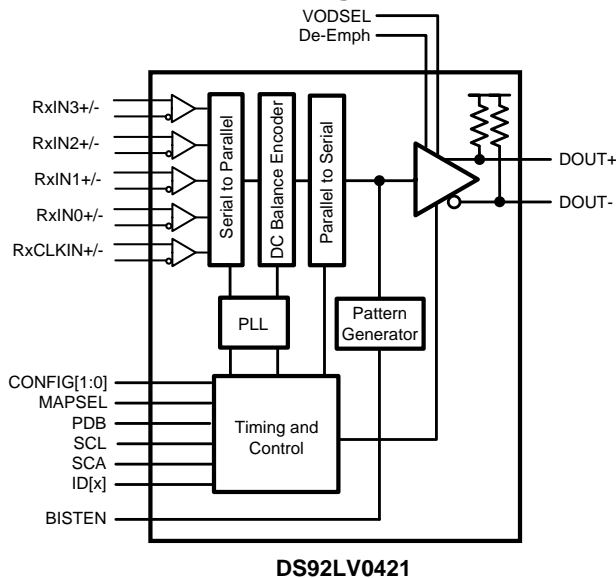 VODSEL
De-Emph
RxIN3+/-
RxIN2+/-
RxIN1+/-
RxIN0+/-
RxCLKIN+/-
Serial to Parallel
DC Balance Encoder
Parallel to Serial
DOUT+
DOUT-
PLL
Pattern
Generator
CONFIG[1:0]
MAPSEL
PDB
SCL
SCA
ID[x]
BISTEN
Timing and
Control
DS92LV0421